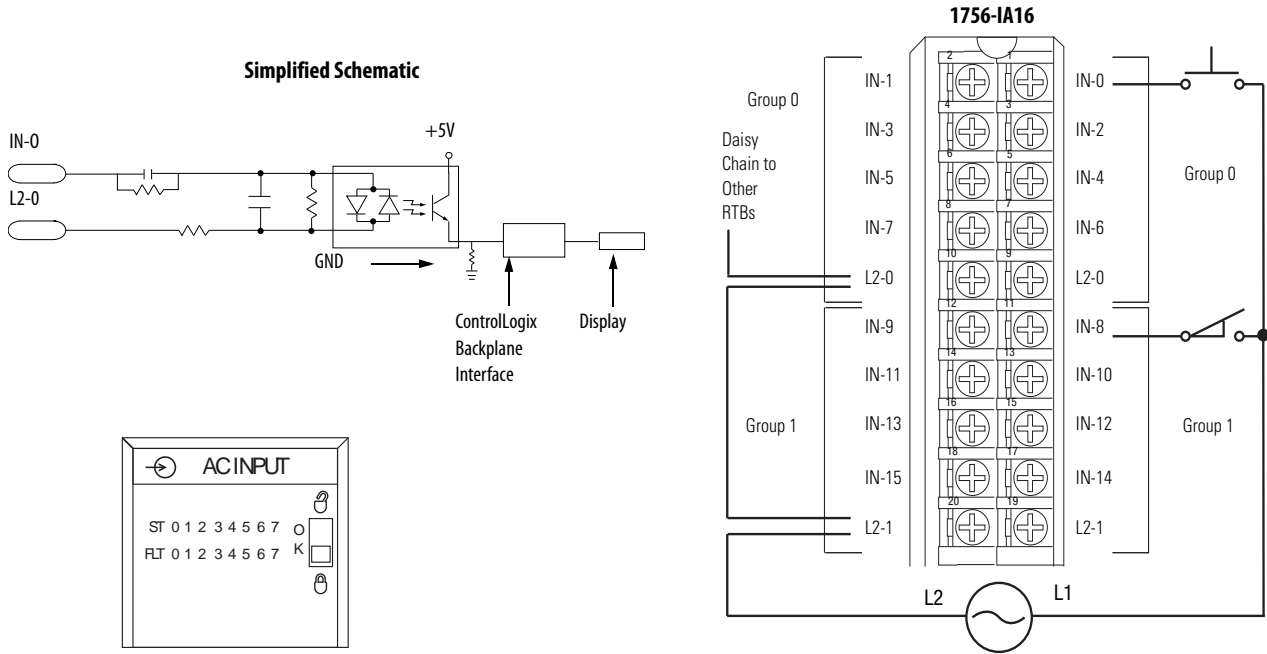 1756-IA16
Simplified Schematic
+5V
IN-0
L2-0
GND
ControlLogix
Backplane
Interface
Display
AC INPUT
ST 0 1 2 3 4 5 6 7
FLT 0 1 2 3 4 5 6 7
O
K
Group 0
Daisy
Chain to
Other
RTBs
Group 1
IN-1
IN-3
IN-5
IN-7
L2-0
IN-9
IN-11
IN-13
IN-15
L2-1
2 1
4 3
6 5
8 7
10 9
12 11
14 13
16 15
18 17
20 19
IN-0
IN-2
IN-4
IN-6
L2-0
IN-8
IN-10
IN-12
IN-14
L2-1
Group 0
Group 1
L2
L1